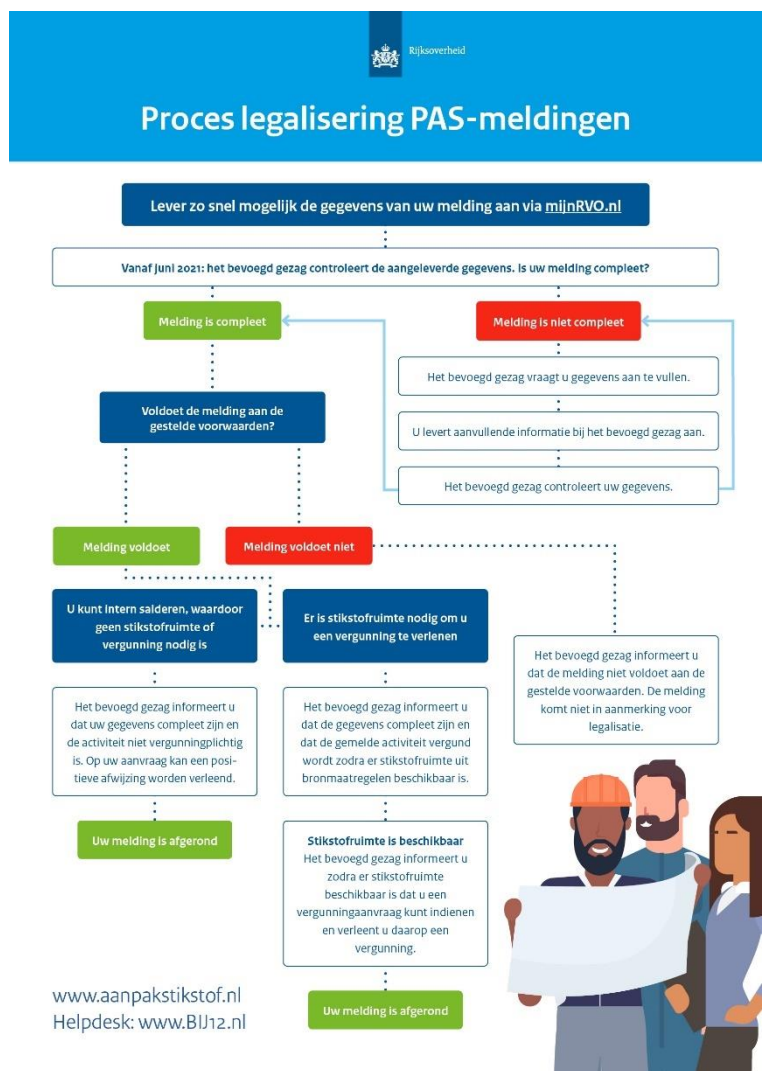 Rijksoverheid
Proces legalisering PAS-meldingen
Lever zo snel mogelijk de gegevens van uw melding aan via mijnRVO.nl
Vanaf juni 2021: het bevoegd gezag controleert de aangeleverde gegevens. Is uw melding compleet?
Melding is compleet
Melding is niet compleet
Het bevoegd gezag vraagt u gegevens aan te vullen.
Voldoet de melding aan de
gestelde voorwaarden?
U levert aanvullende informatie bij het bevoegd gezag aan.
Het bevoegd gezag controleert uw gegevens.
Melding voldoet
Melding voldoet niet
U kunt intern salderen, waardoor
geen stikstofruimte of
vergunning nodig is
Er is stikstofruimte nodig om u
een vergunning te verlenen
Het bevoegd gezag informeert u
dat de melding niet voldoet aan de
gestelde voorwaarden. De melding
komt niet in aanmerking voor
legalisatie.
Het bevoegd gezag informeert u
dat uw gegevens compleet zijn en
de activiteit niet vergunningplichtig
is. Op uw aanvraag kan een posi-
tieve afwijzing worden verleend.
Het bevoegd gezag informeert u
dat de gegevens compleet zijn en
dat de gemelde activiteit vergund
wordt zodra er stikstofruimte uit
bronmaatregelen beschikbaar is.
Uw melding is afgerond
Stikstofruimte is beschikbaar
Het bevoegd gezag informeert u
zodra er stikstofruimte
beschikbaar is dat u een
vergunningaanvraag kunt indienen
en verleent u daarop een
vergunning.
Uw melding is afgerond
www.aanpakstikstof.nl
Helpdesk: www.BIJ12.nl